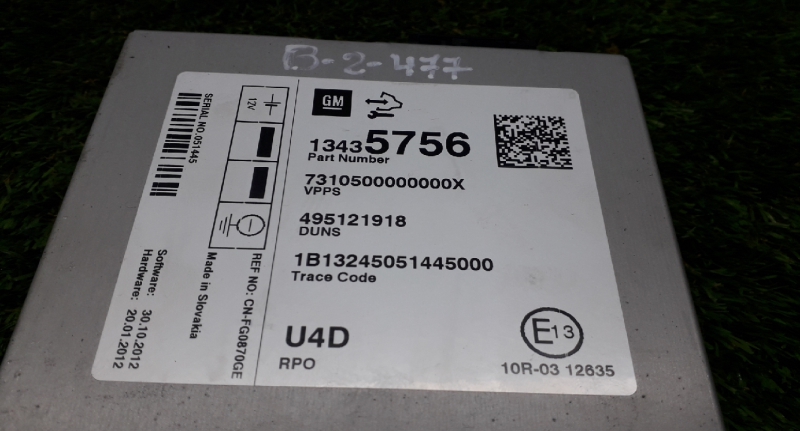 B-2-477
GM
13435756
Part Number
7310500000000X
VPPS
495121918
DUNS
1B13245051445000
Trace Code
U4D
RPO
E13
10R-03 12635
SERIAL NO.051445
12V
REF NO: CN-FG0870GE
Made in Slovakia
Software: 30.10.2012
Hardware: 20.01.2012